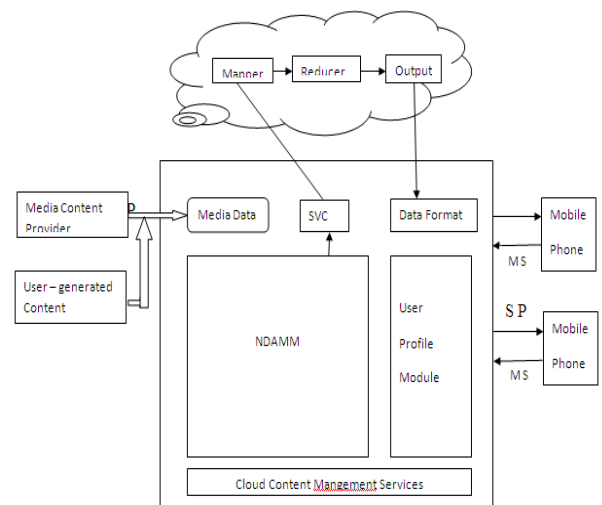 Mapper
Reducer
Output
Media Content
Provider
Media Data
SVC
Data Format
Mobile
Phone
MS
User – generated
Content
NDAMM
User
Profile
Module
S P
Mobile
Phone
MS
Cloud Content Mangement Services